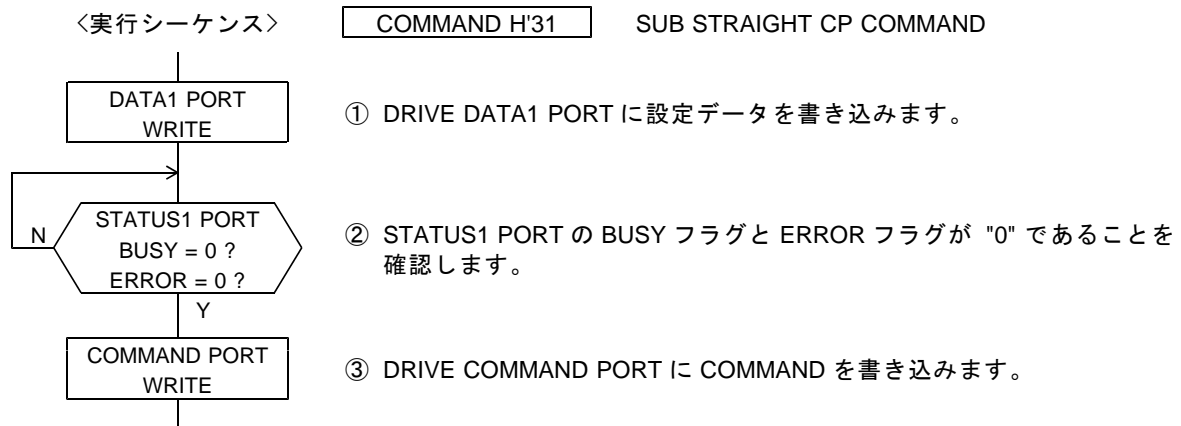 〈実行シーケンス〉 COMMAND H'31 SUB STRAIGHT CP COMMAND
DATA1 PORT
WRITE
① DRIVE DATA1 PORT に設定データを書き込みます。
N
STATUS1 PORT
BUSY = 0 ?
ERROR = 0 ?
② STATUS1 PORT の BUSY フラグと ERROR フラグが "0" であることを
確認します。
Y
COMMAND PORT
WRITE
③ DRIVE COMMAND PORT に COMMAND を書き込みます。